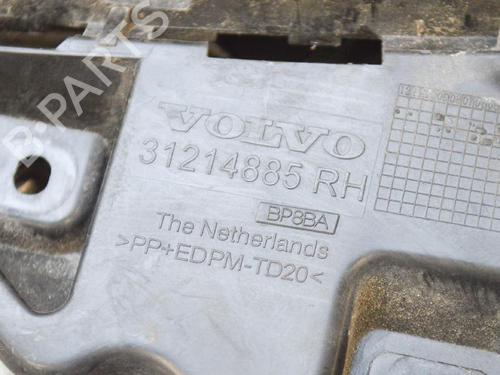 B-PARTS
VOLVO
31214885 RH
BP8BA
The Netherlands
>PP+EDPM-TD20<